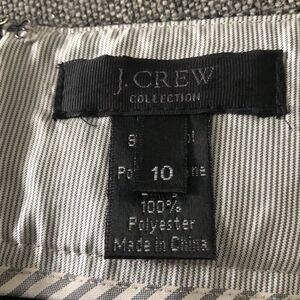 J.CREW
COLLECTION
10
100%
Polyester
Made in China